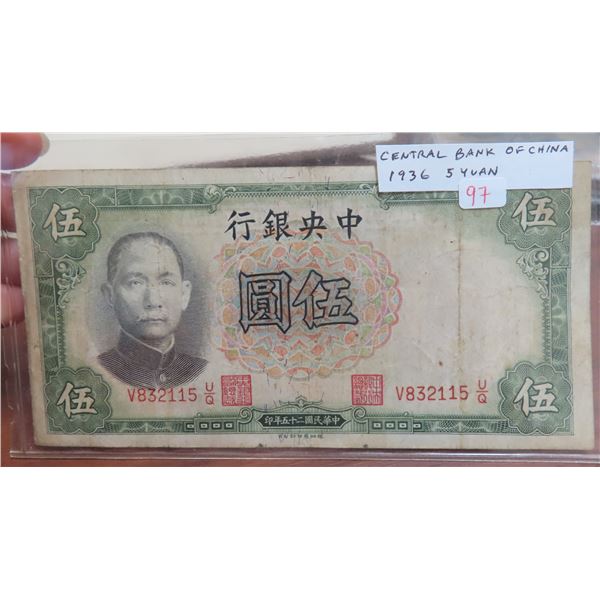 CENTRAL BANK OF CHINA
1936 5 YUAN
97
伍 伍
行銀央中
圓伍
V832115 U/Q V832115 U/Q
伍 伍
印年五十二國民華中